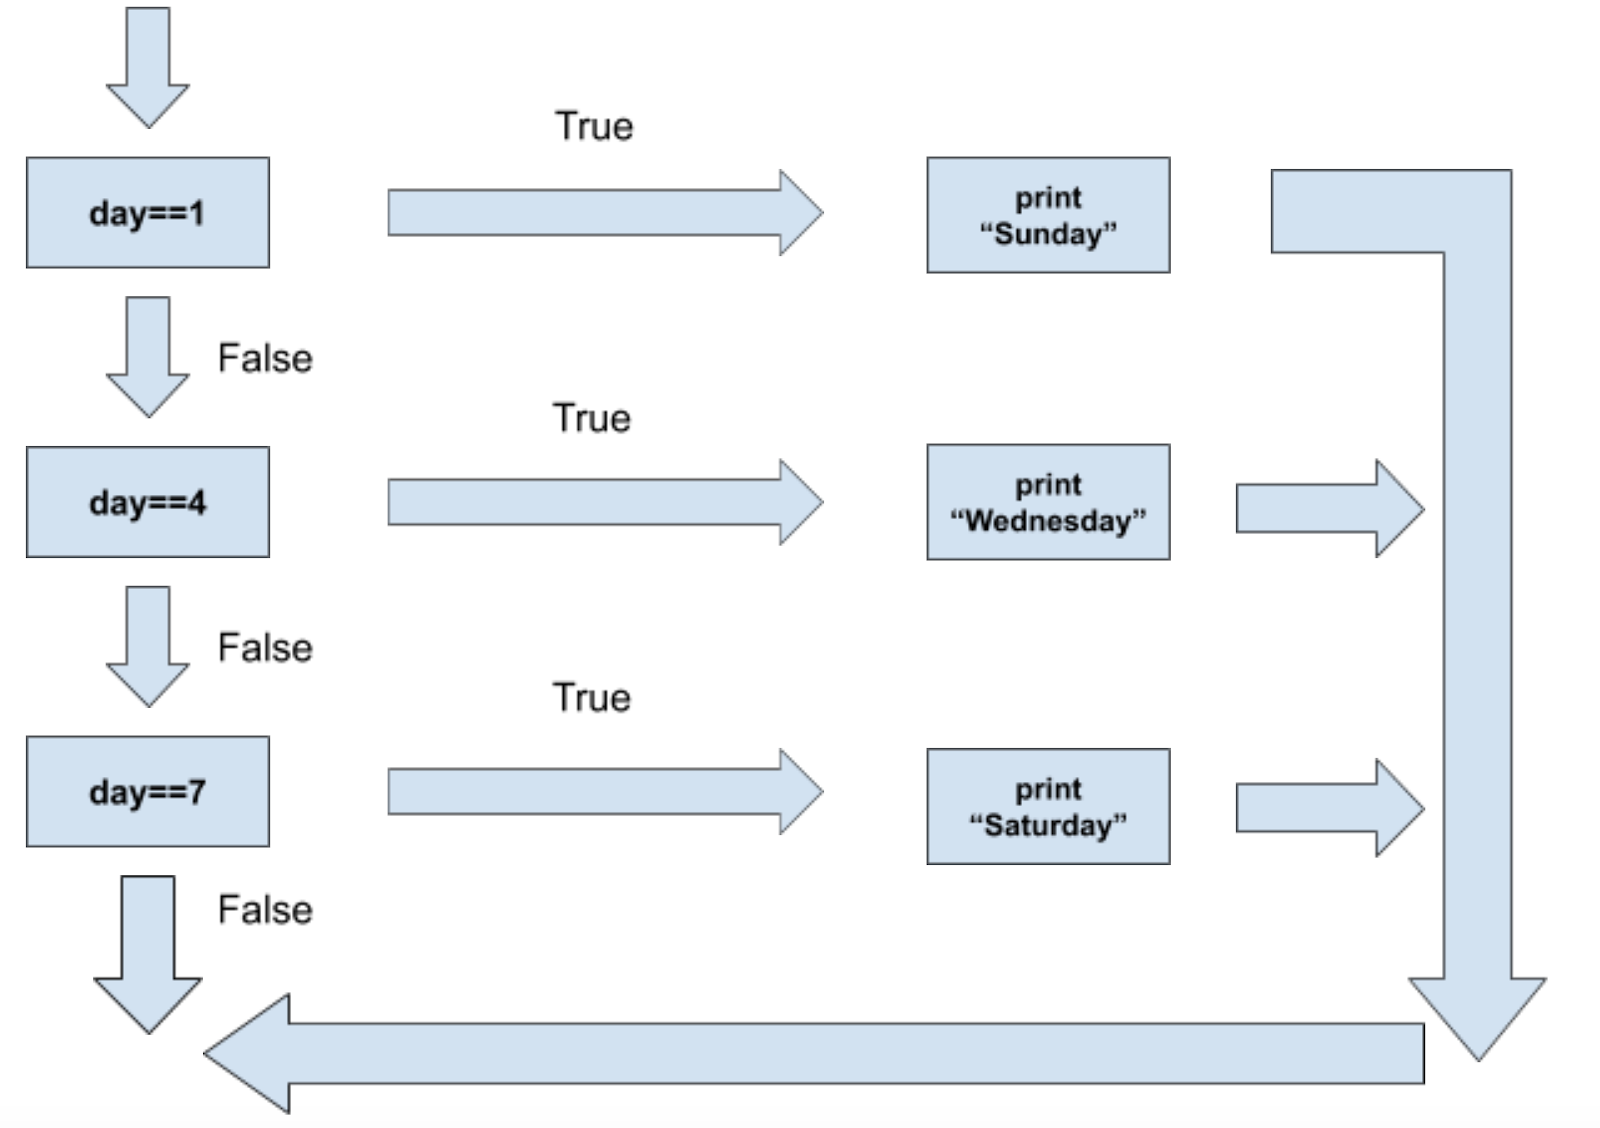 True
day==1
print
“Sunday”
False
True
day==4
print
“Wednesday”
False
True
day==7
print
“Saturday”
False